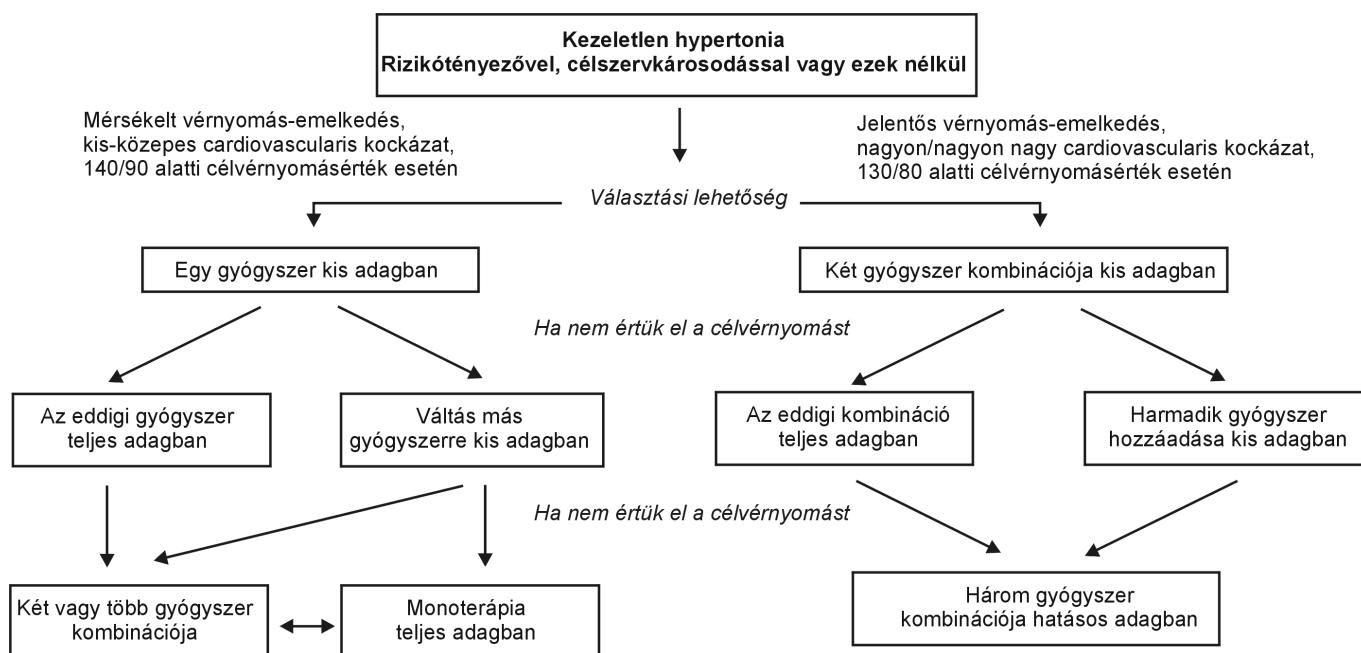 Kezeletlen hypertonia
Rizikótényezővel, célszervkárosodással vagy ezek nélkül
Mérsékelt vérnyomás-emelkedés,
kis-közepes cardiovascularis kockázat,
140/90 alatti célvérnyomásérték esetén
Jelentős vérnyomás-emelkedés,
nagyon/nagyon nagy cardiovascularis kockázat,
130/80 alatti célvérnyomásérték esetén
Választási lehetőség
Egy gyógyszer kis adagban
Két gyógyszer kombinációja kis adagban
Ha nem értük el a célvérnyomást
Az eddigi gyógyszer
teljes adagban
Váltás más
gyógyszerre kis adagban
Az eddigi kombináció
teljes adagban
Harmadik gyógyszer
hozzáadása kis adagban
Ha nem értük el a célvérnyomást
Két vagy több gyógyszer
kombinációja
Monoterápia
teljes adagban
Három gyógyszer
kombinációja hatásos adagban